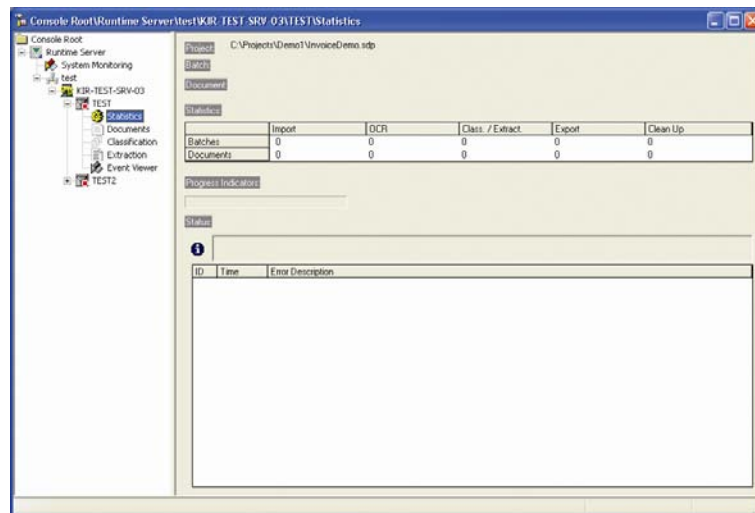 Console Root\Runtime Server\test\KIR-TEST-SRV-03\TEST\Statistics
Console Root
Runtime Server
System Monitoring
test
KIR-TEST-SRV-03
TEST
Statistics
Documents
Classification
Extraction
Event Viewer
TEST2
Project: C:\Projects\Demo1\InvoiceDemo.sdp
Batch:
Document:
Statistics:
Import OCR Class. / Extract. Export Clean Up
Batches 0 0 0 0 0
Documents 0 0 0 0 0
Progress Indicators:
Status:
ID Time Error Description